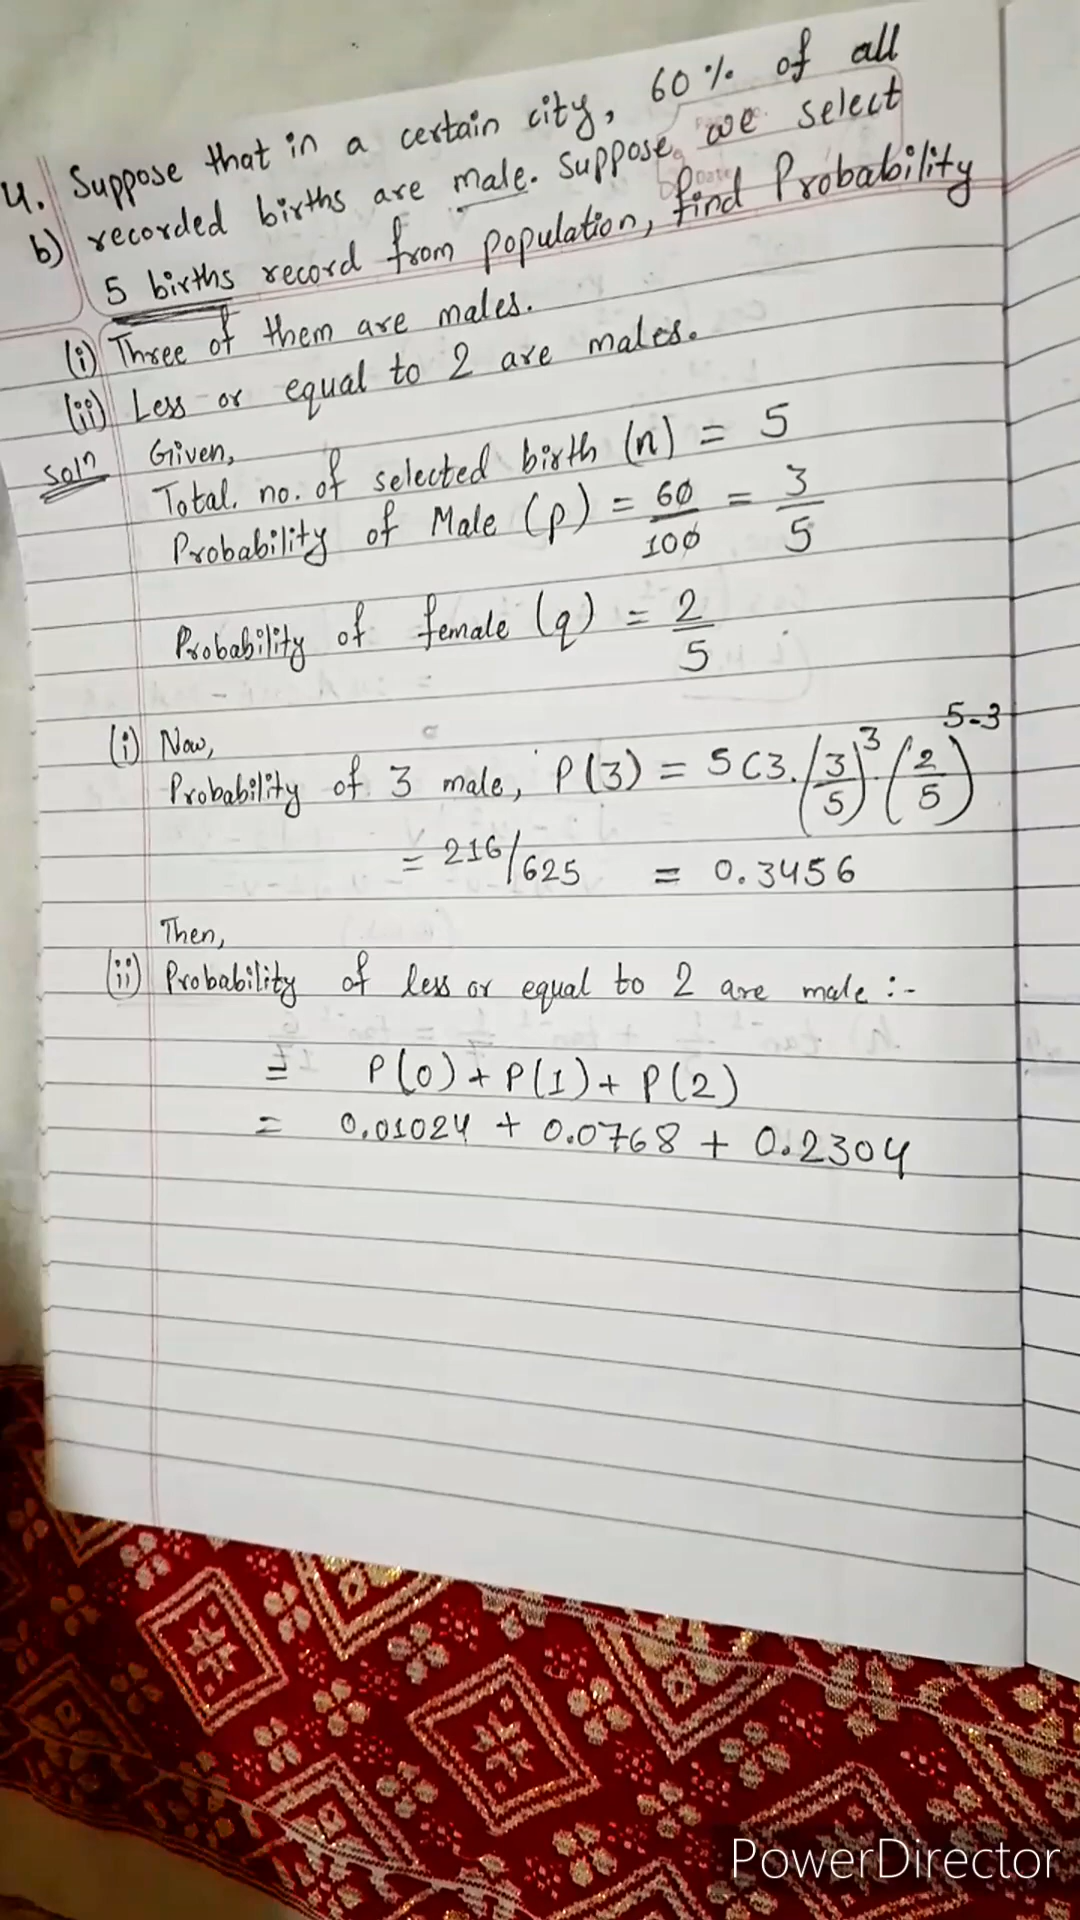 4. Suppose that in a certain city, 60% of all
b) recorded births are male. Suppose we select
5 births record from population, find Probability
(i) Three of them are males.
(ii) Less or equal to 2 are males.
Soln Given,
Total. no. of selected birth (n) = 5
Probability of Male (p) = 60/100 = 3/5
Probability of female (q) = 2/5
(i) Now,
Probability of 3 male, P(3) = 5C3.(3/5)^3.(2/5)^5-3
= 216/625 = 0.3456
Then,
(ii) Probability of less or equal to 2 are male :-
= P(0) + P(1) + P(2)
= 0.01024 + 0.0768 + 0.2304
PowerDirector